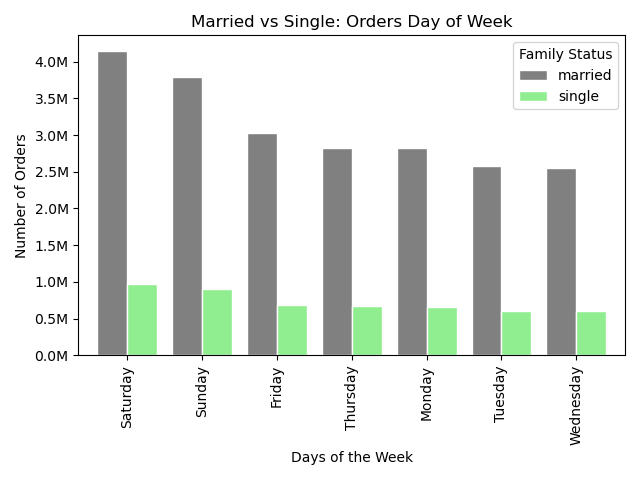 Married vs Single: Orders Day of Week
Number of Orders
4.0M
3.5M
3.0M
2.5M
2.0M
1.5M
1.0M
0.5M
0.0M
Family Status
married
single
Saturday
Sunday
Friday
Thursday
Monday
Tuesday
Wednesday
Days of the Week